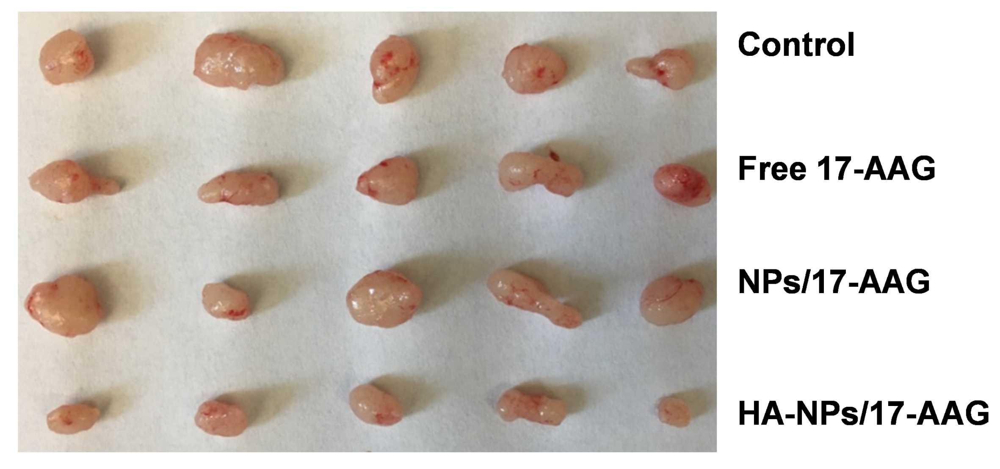 Control
Free 17-AAG
NPs/17-AAG
HA-NPs/17-AAG